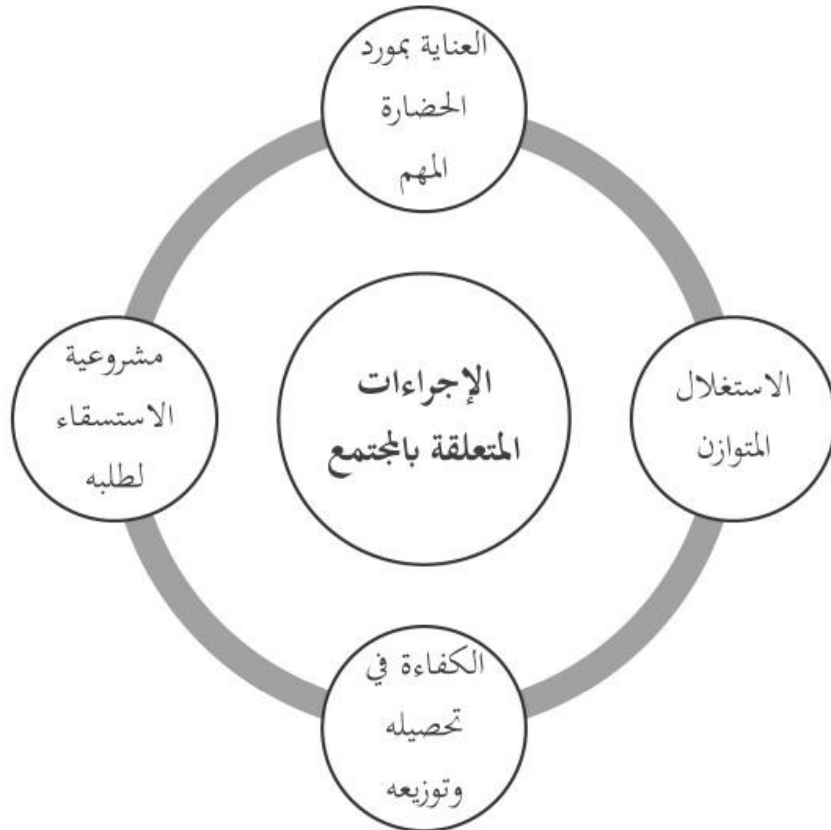 العناية بمورد
الحضارة
المهم
الاستغلال
المتوازن
الإجراءات
المتعلقة بالمجتمع
مشروعية
الاستسقاء
لطلبه
الكفاءة في
تحصيله
وتوزيعه